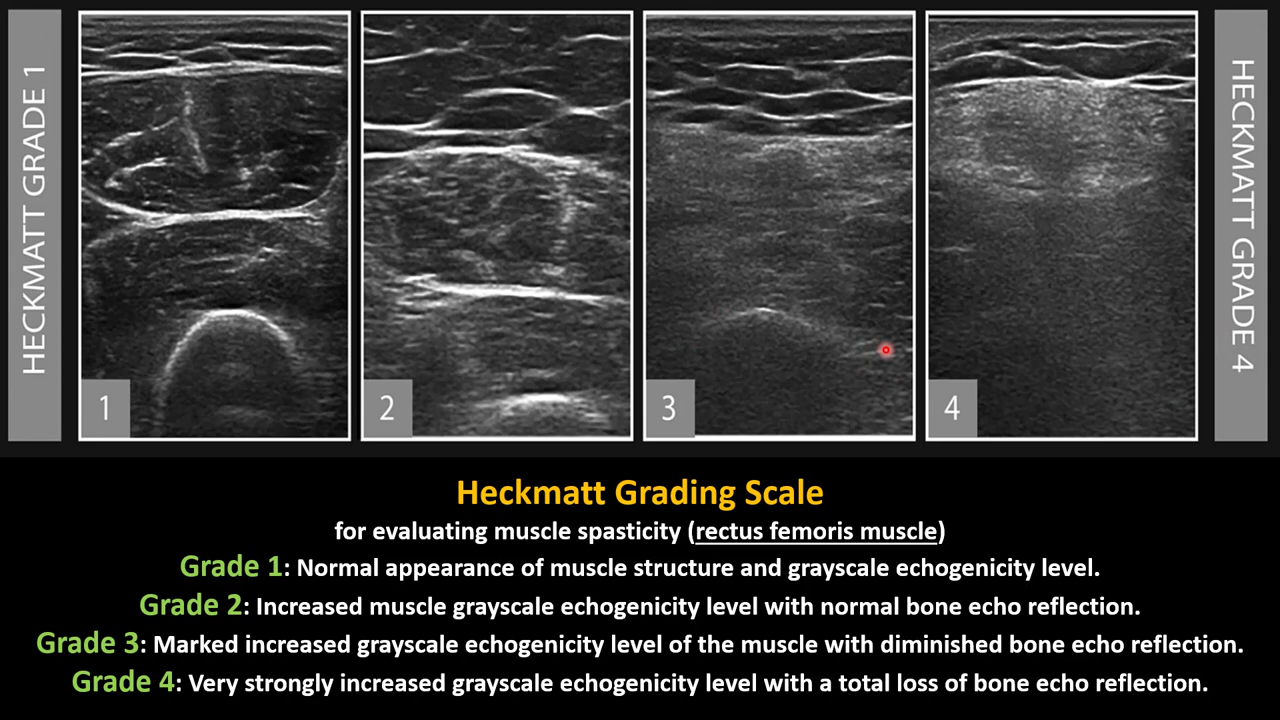 HECKMATT GRADE 1
1
2
3
4
HECKMATT GRADE 4
Heckmatt Grading Scale
for evaluating muscle spasticity (rectus femoris muscle)
Grade 1: Normal appearance of muscle structure and grayscale echogenicity level.
Grade 2: Increased muscle grayscale echogenicity level with normal bone echo reflection.
Grade 3: Marked increased grayscale echogenicity level of the muscle with diminished bone echo reflection.
Grade 4: Very strongly increased grayscale echogenicity level with a total loss of bone echo reflection.